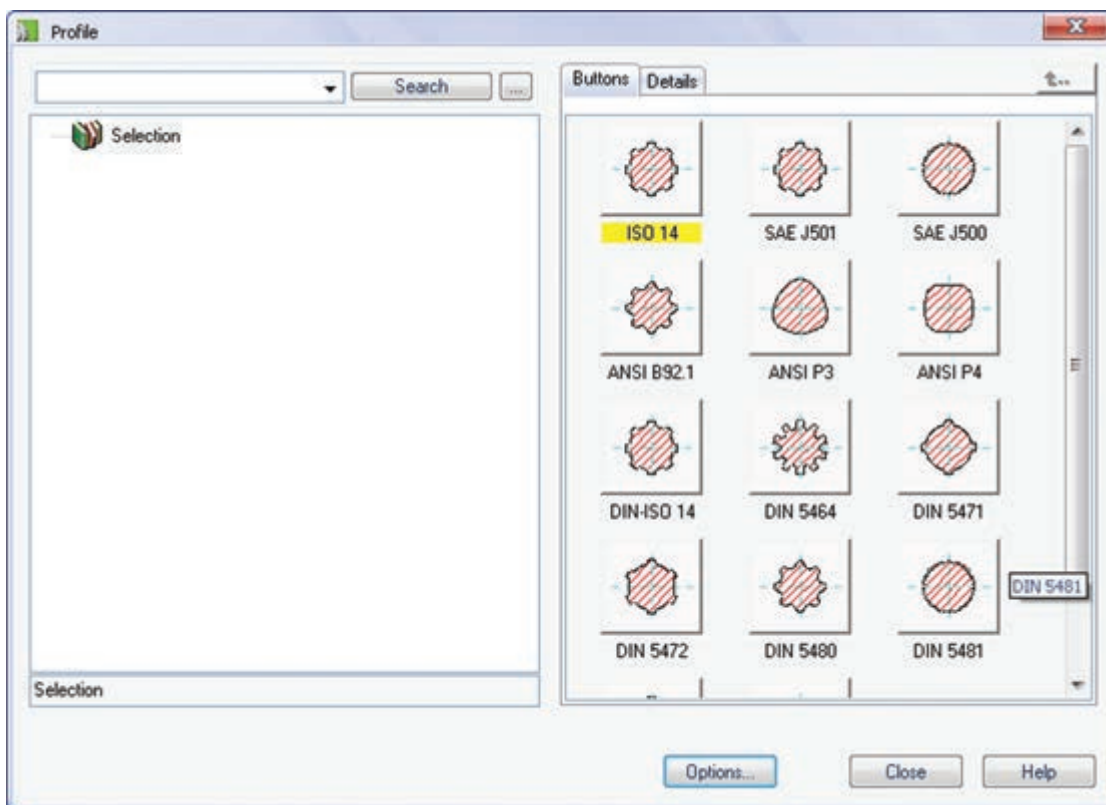 Profile
Search ...
Buttons Details
Selection
ISO 14 SAE J501 SAE J500
ANSI B92.1 ANSI P3 ANSI P4
DIN-ISO 14 DIN 5464 DIN 5471
DIN 5481
DIN 5472 DIN 5480 DIN 5481
Selection
Options... Close Help